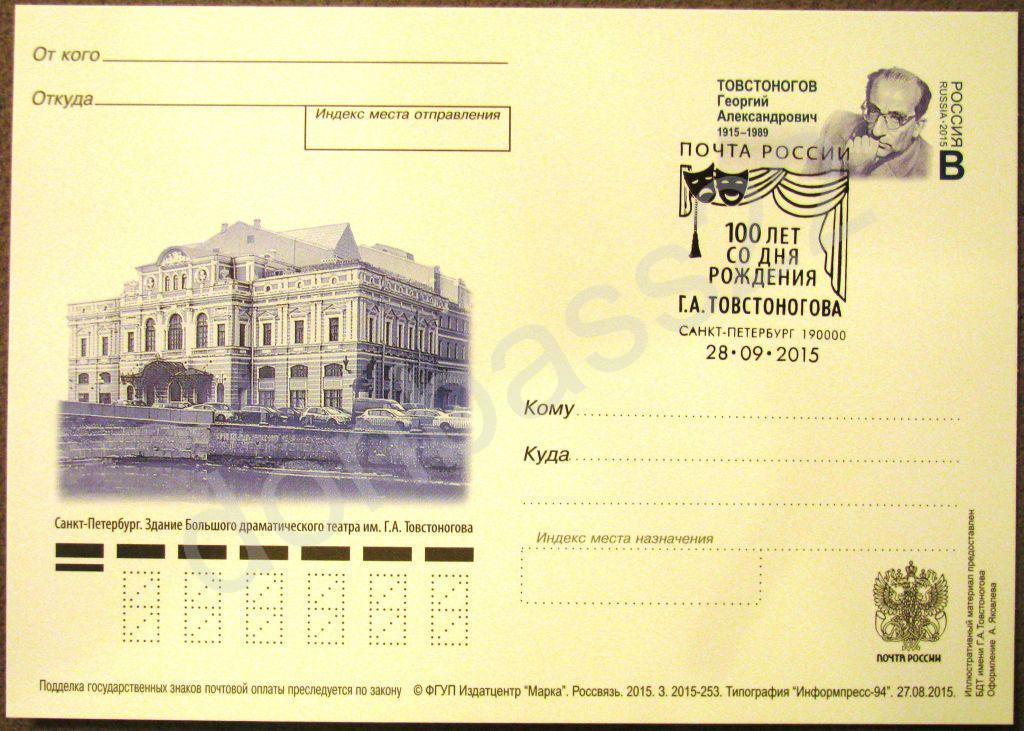 От кого
Откуда
Индекс места отправления
ТОВСТОНОГОВ
Георгий
Александрович
1915–1989
РОССИЯ
RUSSIA•2015
B
ПОЧТА РОССИИ
100 ЛЕТ
СО ДНЯ
РОЖДЕНИЯ
Г.А. ТОВСТОНОГОВА
САНКТ-ПЕТЕРБУРГ 190000
28•09•2015
Кому
Куда
Санкт-Петербург. Здание Большого драматического театра им. Г.А. Товстоногова
Индекс места назначения
ПОЧТА РОССИИ
Иллюстративный материал предоставлен
БДТ имени Г.А.Товстоногова
Оформление А. Яковлева
Подделка государственных знаков почтовой оплаты преследуется по закону © ФГУП Издатцентр "Марка". Россвязь. 2015. З. 2015-253. Типография "Информпресс-94". 27.08.2015.